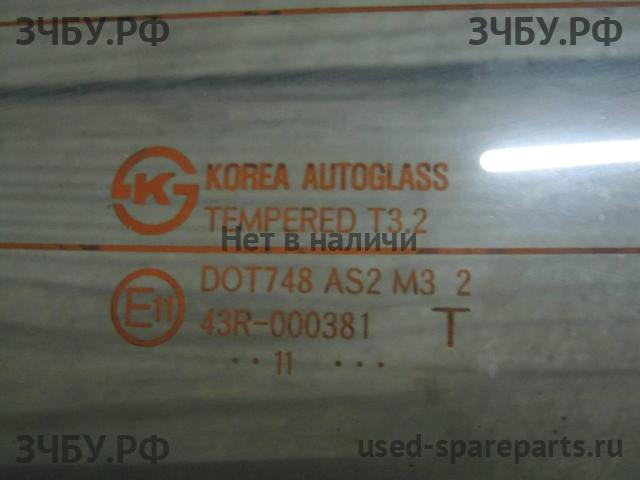 ЗЧБУ.РФ ЗЧБУ.РФ
KG KOREA AUTOGLASS
TEMPERED T3.2
Нет в наличи
DOT748 AS2 M3 2
E11 43R-000381 T
·· 11 ···
ЗЧБУ.РФ used-spareparts.ru